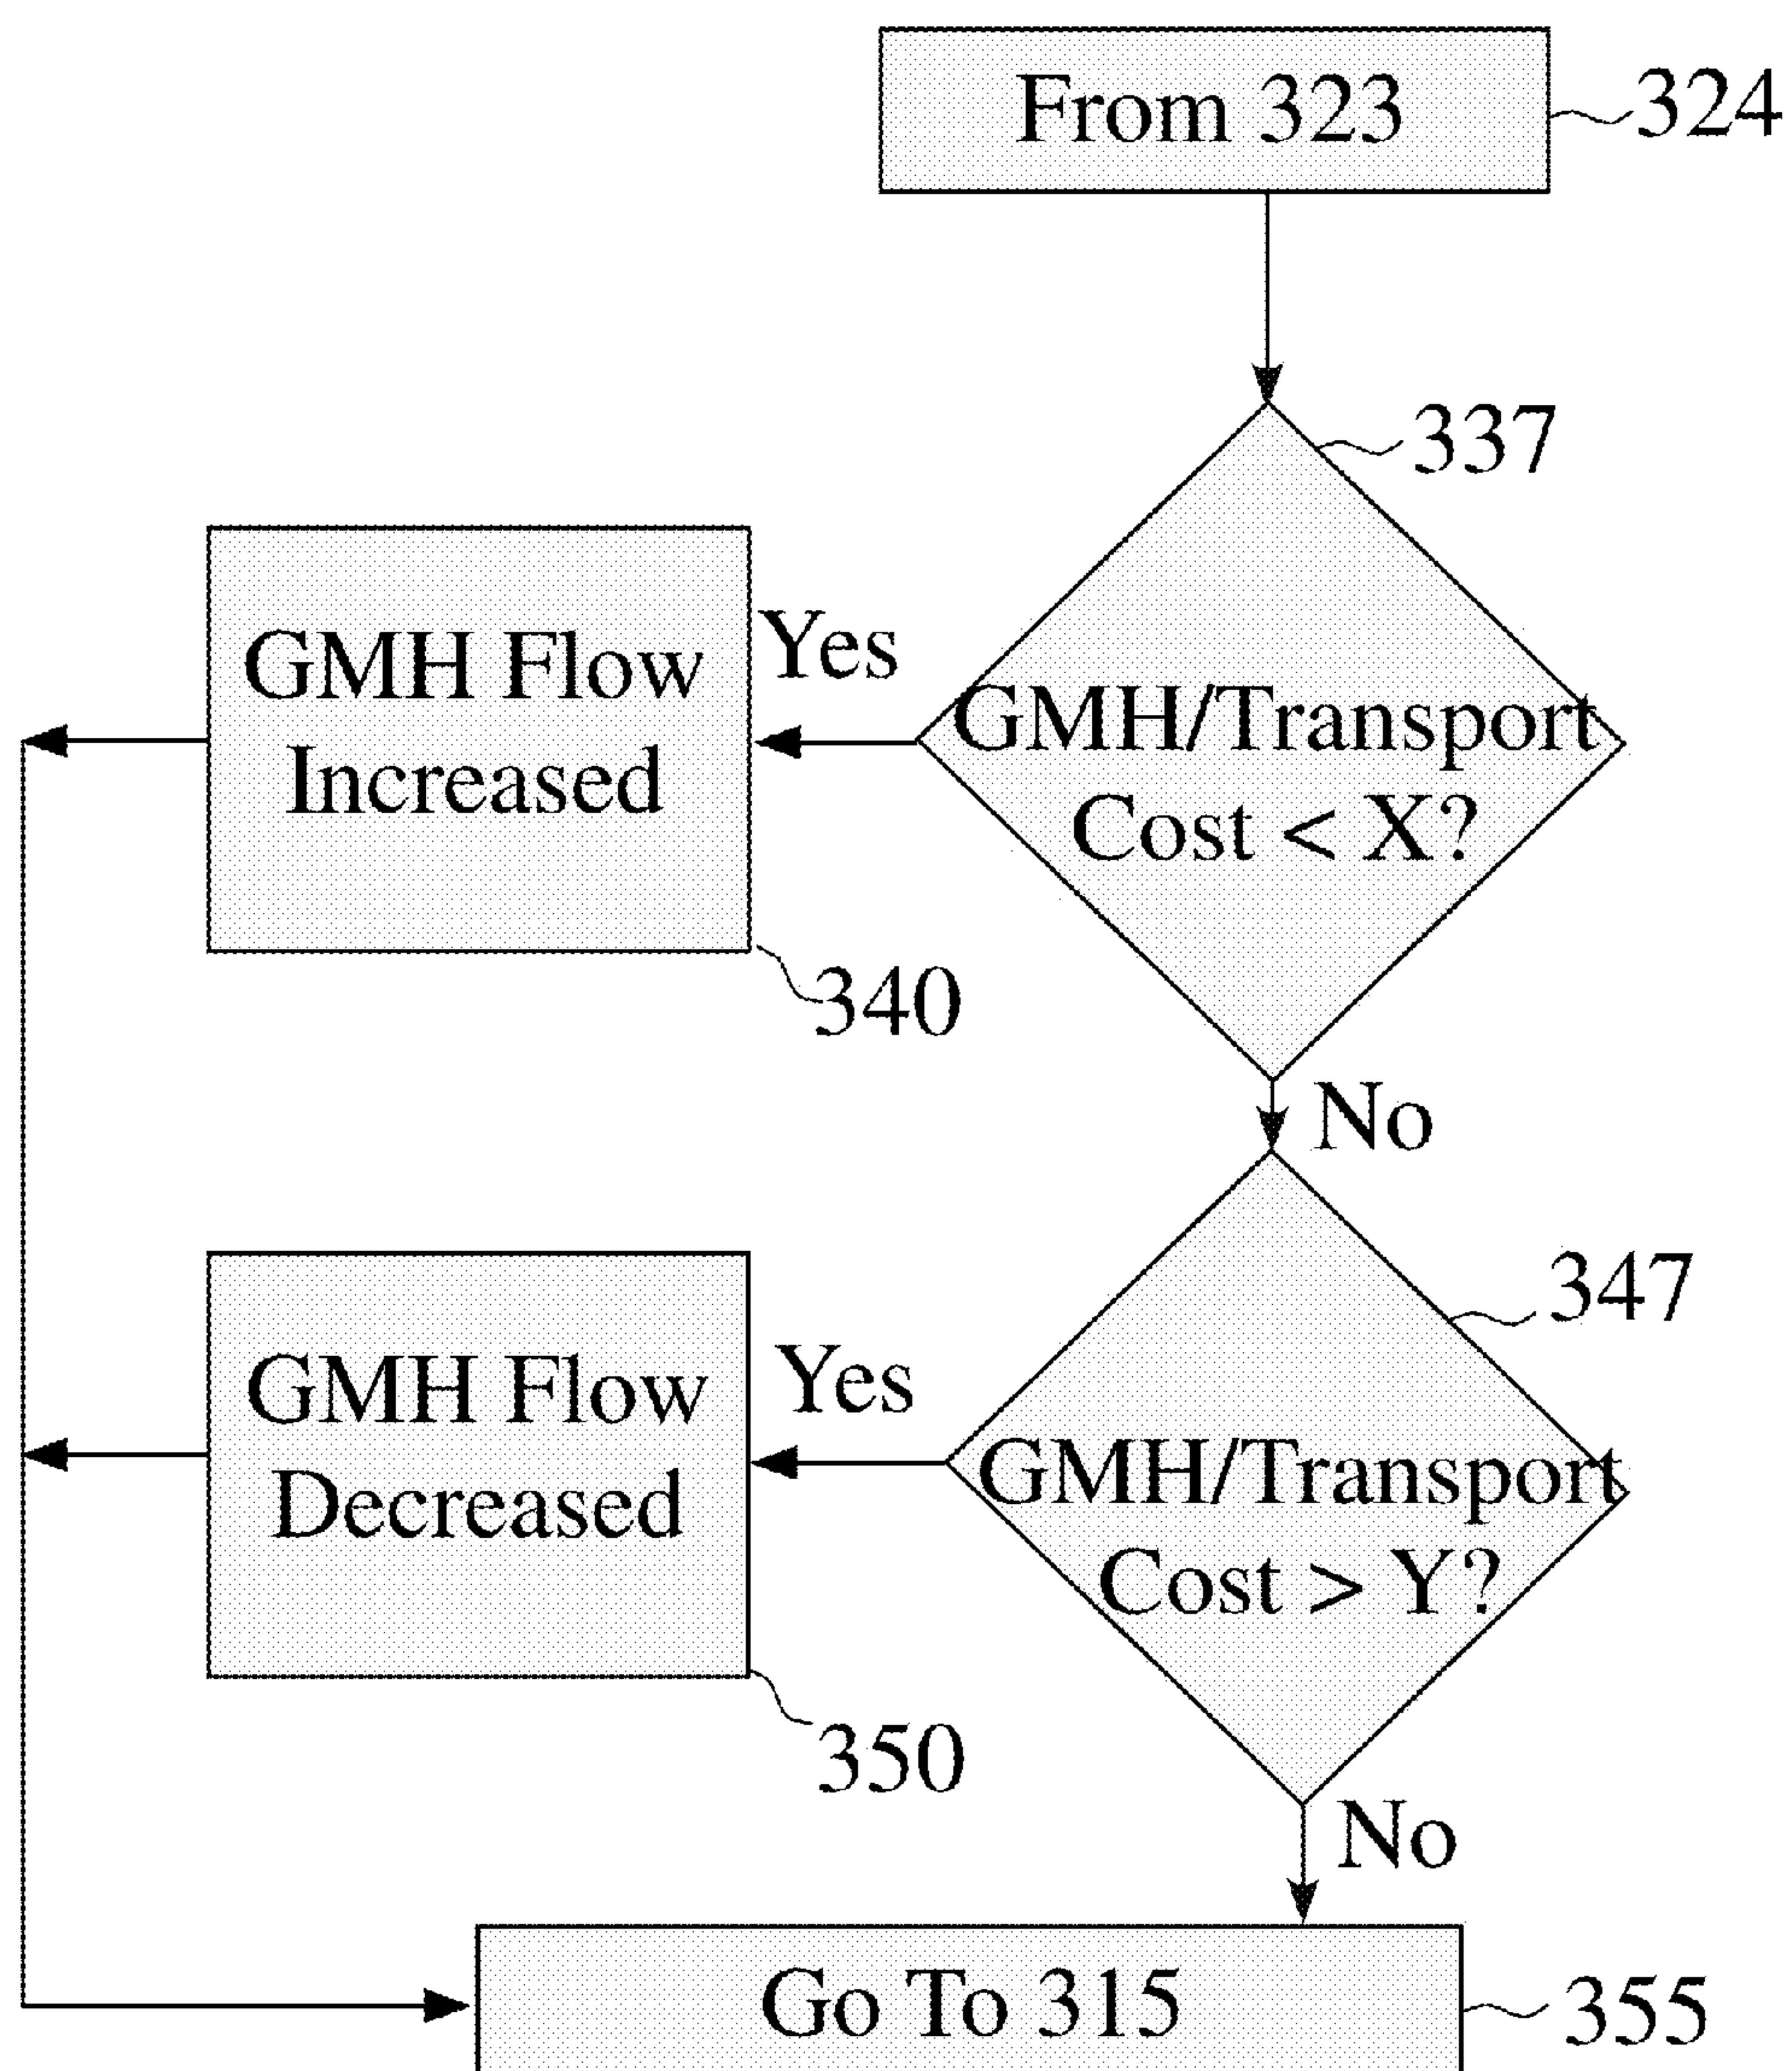 From 323
324
337
GMH Flow
Increased
Yes
GMH/Transport
Cost < X?
340
No
347
GMH Flow
Decreased
Yes
GMH/Transport
Cost > Y?
350
No
Go To 315
355